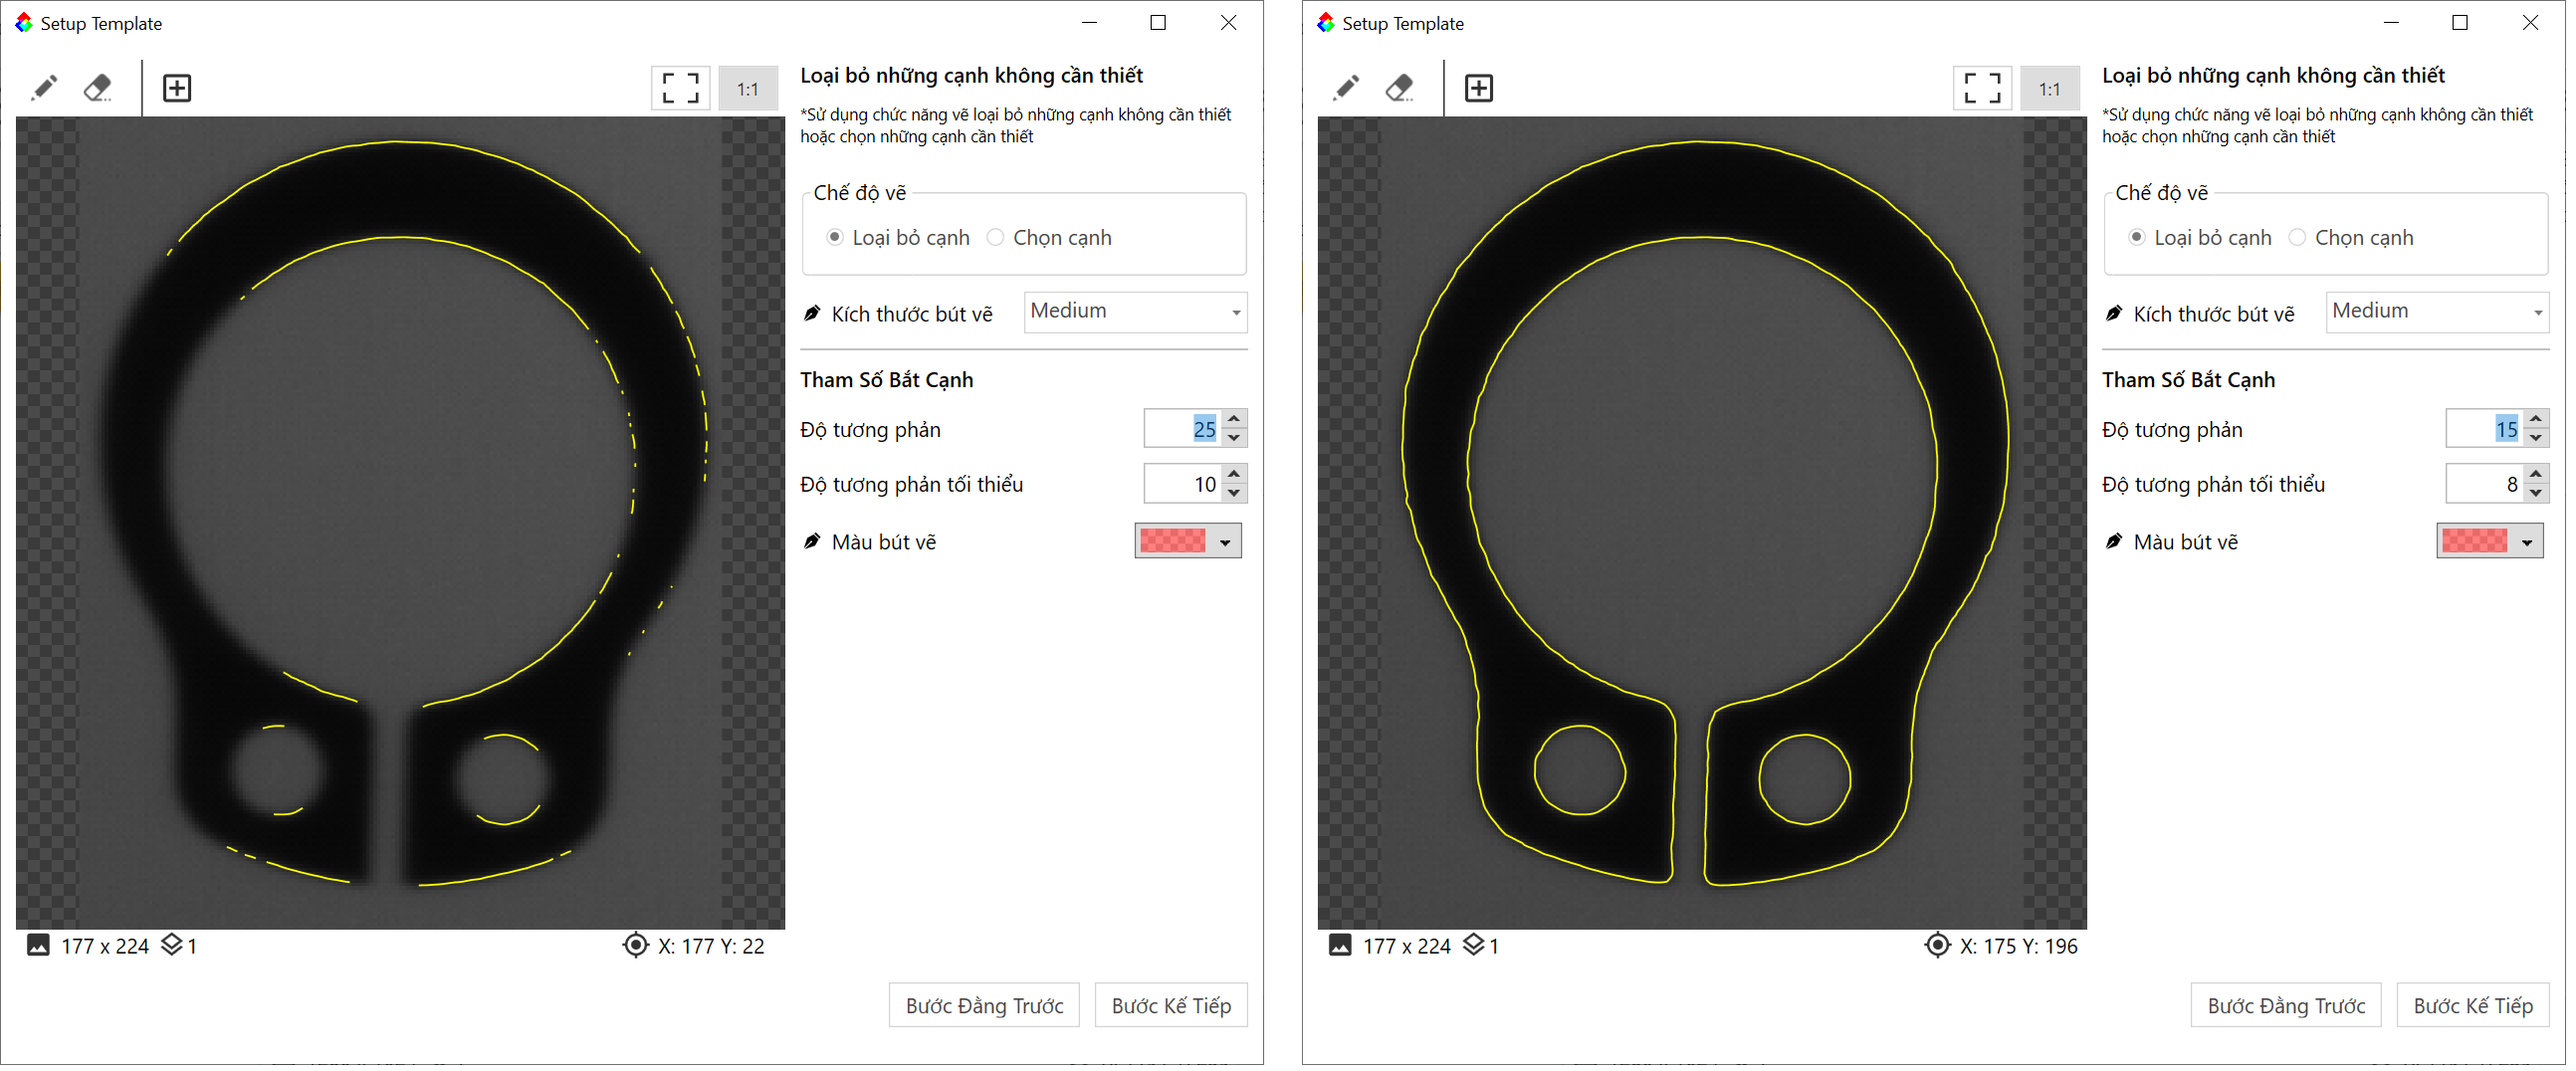 Setup Template
1:1
Loại bỏ những cạnh không cần thiết
*Sử dụng chức năng vẽ loại bỏ những cạnh không cần thiết
hoặc chọn những cạnh cần thiết
Chế độ vẽ
Loại bỏ cạnh
Chọn cạnh
Kích thước bút vẽ
Medium
Tham Số Bắt Cạnh
Độ tương phản
25
Độ tương phản tối thiểu
10
Màu bút vẽ
177 x 224
1
X: 177 Y: 22
Bước Đằng Trước
Bước Kế Tiếp
Setup Template
1:1
Loại bỏ những cạnh không cần thiết
*Sử dụng chức năng vẽ loại bỏ những cạnh không cần thiết
hoặc chọn những cạnh cần thiết
Chế độ vẽ
Loại bỏ cạnh
Chọn cạnh
Kích thước bút vẽ
Medium
Tham Số Bắt Cạnh
Độ tương phản
15
Độ tương phản tối thiểu
8
Màu bút vẽ
177 x 224
1
X: 175 Y: 196
Bước Đằng Trước
Bước Kế Tiếp